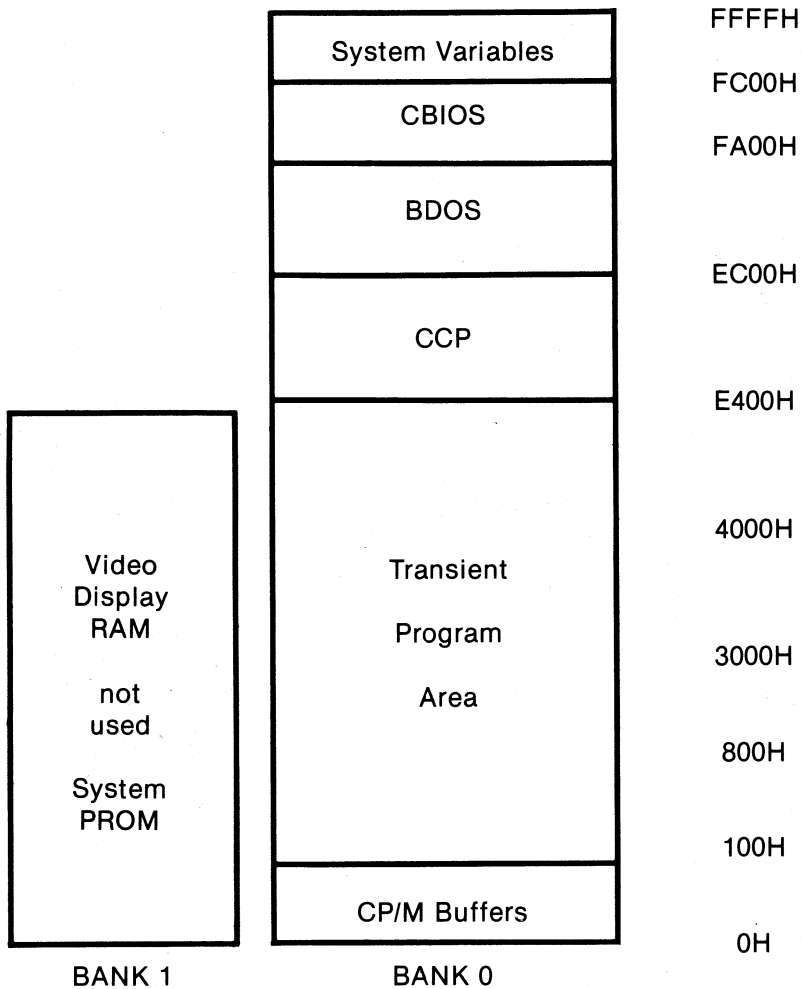 System Variables
CBIOS
BDOS
CCP
Transient
Program
Area
CP/M Buffers
BANK 0
Video
Display
RAM
not
used
System
PROM
BANK 1
FFFFH
FC00H
FA00H
EC00H
E400H
4000H
3000H
800H
100H
0H